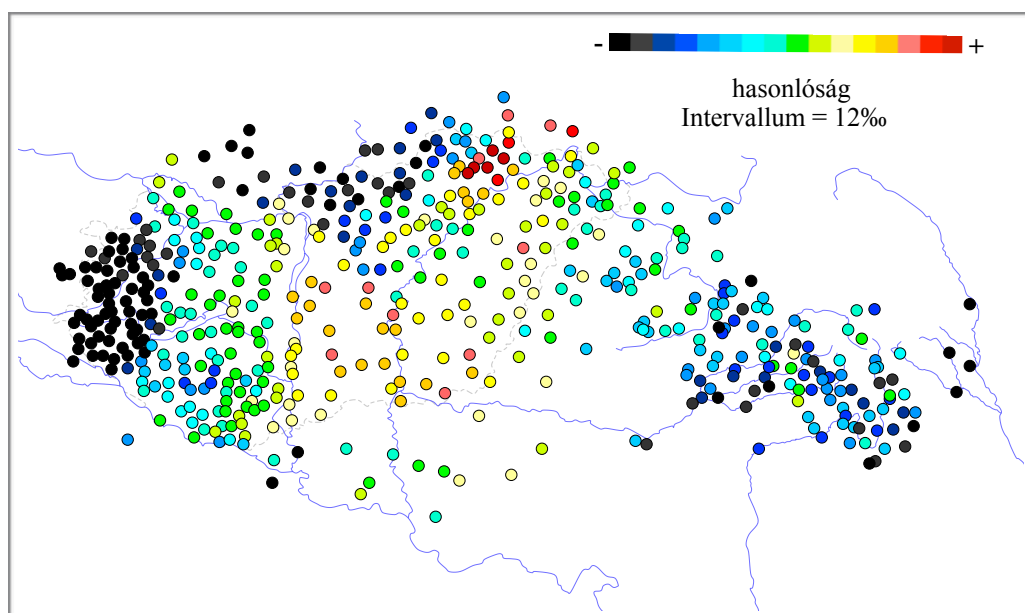 - +
hasonlóság
Intervallum = 12‰